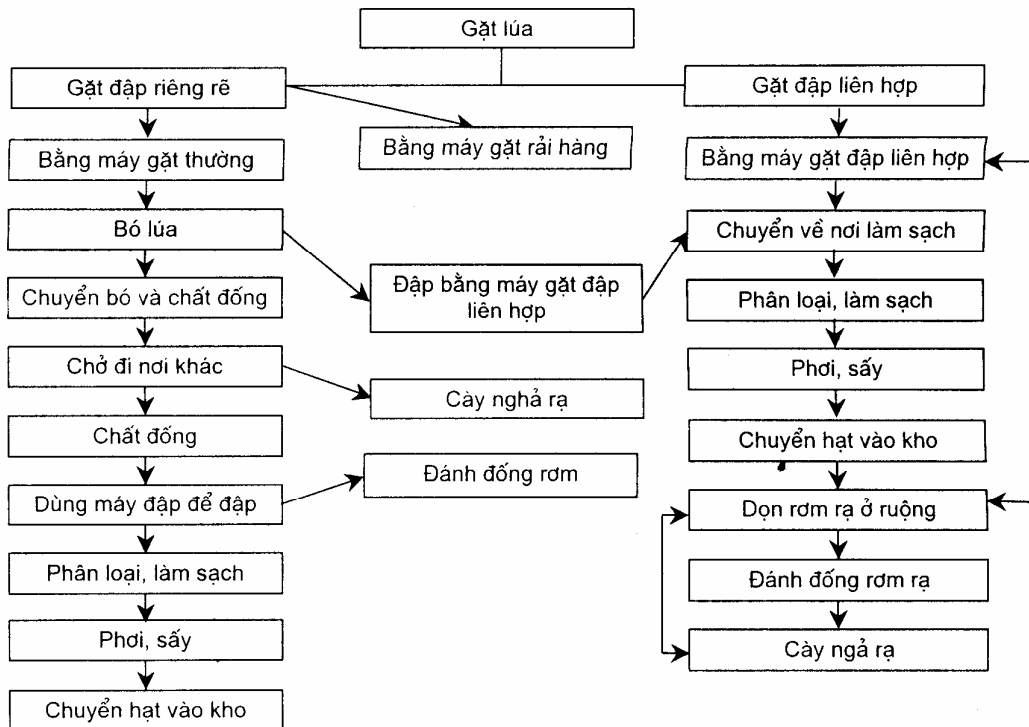 Gặt lúa
Gặt đập riêng rẽ
Gặt đập liên hợp
Bằng máy gặt thường
Bằng máy gặt rải hàng
Bằng máy gặt đập liên hợp
Bó lúa
Chuyển về nơi làm sạch
Chuyển bó và chất đống
Đập bằng máy gặt đập
liên hợp
Phân loại, làm sạch
Chở đi nơi khác
Cày nghả rạ
Phơi, sấy
Chất đống
Chuyển hạt vào kho
Dùng máy đập để đập
Đánh đống rơm
Dọn rơm rạ ở ruộng
Phân loại, làm sạch
Đánh đống rơm rạ
Phơi, sấy
Cày ngả rạ
Chuyển hạt vào kho